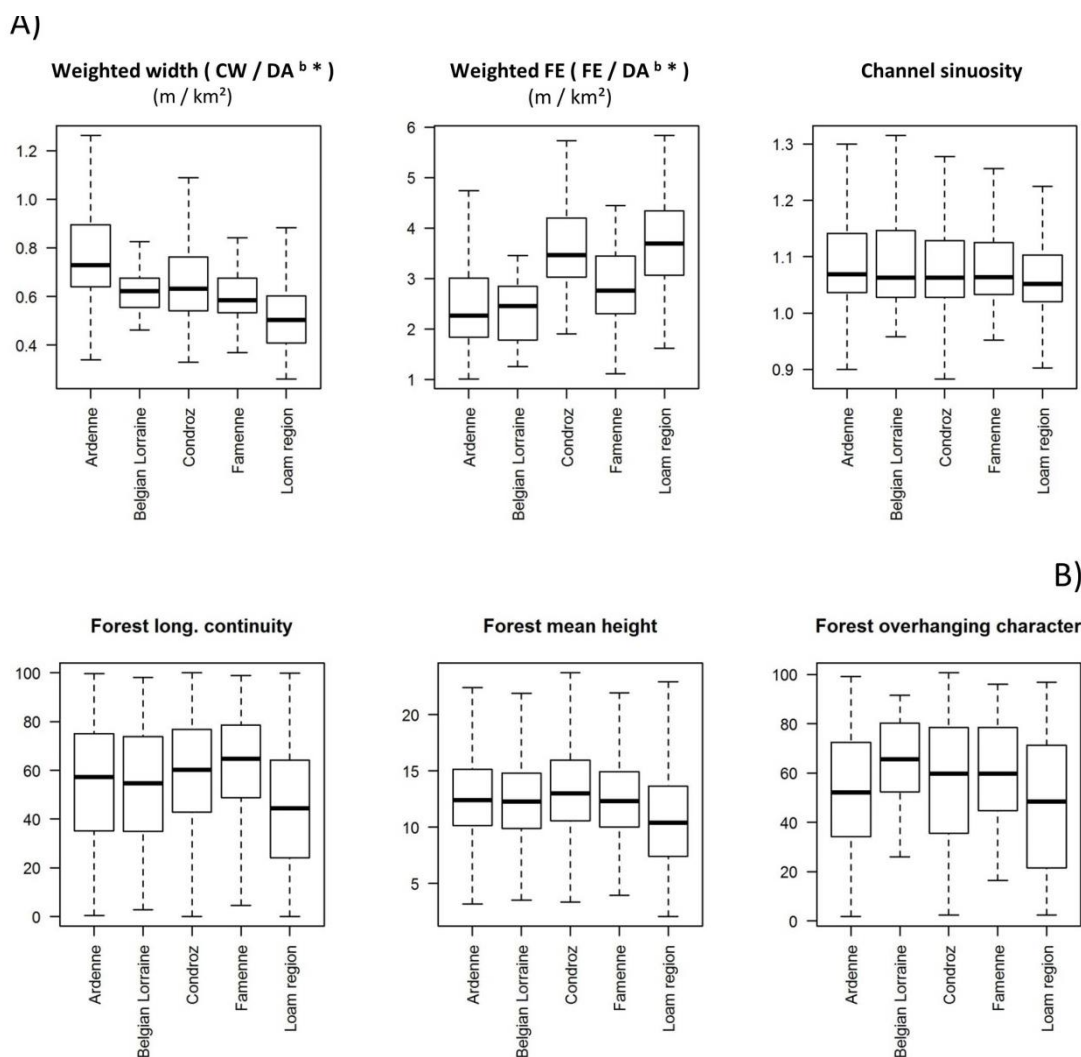 A)
Weighted width ( CW / DA ᵇ * )
(m / km²)
Weighted FE ( FE / DA ᵇ * )
(m / km²)
Channel sinuosity
1.2
1.0
0.8
0.6
0.4
Ardenne
Belgian Lorraine
Condroz
Famenne
Loam region
6
5
4
3
2
1
Ardenne
Belgian Lorraine
Condroz
Famenne
Loam region
1.3
1.2
1.1
1.0
0.9
Ardenne
Belgian Lorraine
Condroz
Famenne
Loam region
B)
Forest long. continuity
Forest mean height
Forest overhanging character
100
80
60
40
20
0
Ardenne
Belgian Lorraine
Condroz
Famenne
Loam region
20
15
10
5
Ardenne
Belgian Lorraine
Condroz
Famenne
Loam region
100
80
60
40
20
0
Ardenne
Belgian Lorraine
Condroz
Famenne
Loam region